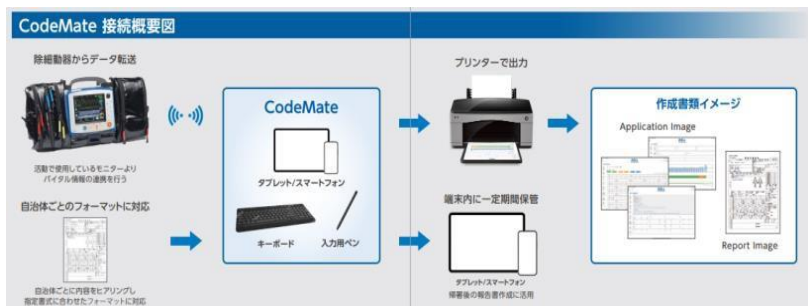 CodeMate 接続概要図
除細動器からデータ転送
活動で使用しているモニターより
バイタル情報の連携を行う
自治体ごとのフォーマットに対応
自治体ごとに内容をヒアリングし
指定書式に合わせたフォーマットに対応
CodeMate
タブレット/スマートフォン
キーボード
入力用ペン
プリンターで出力
端末内に一定期間保管
タブレット/スマートフォン
帰署後の報告書作成に活用
作成書類イメージ
Application Image
Report Image